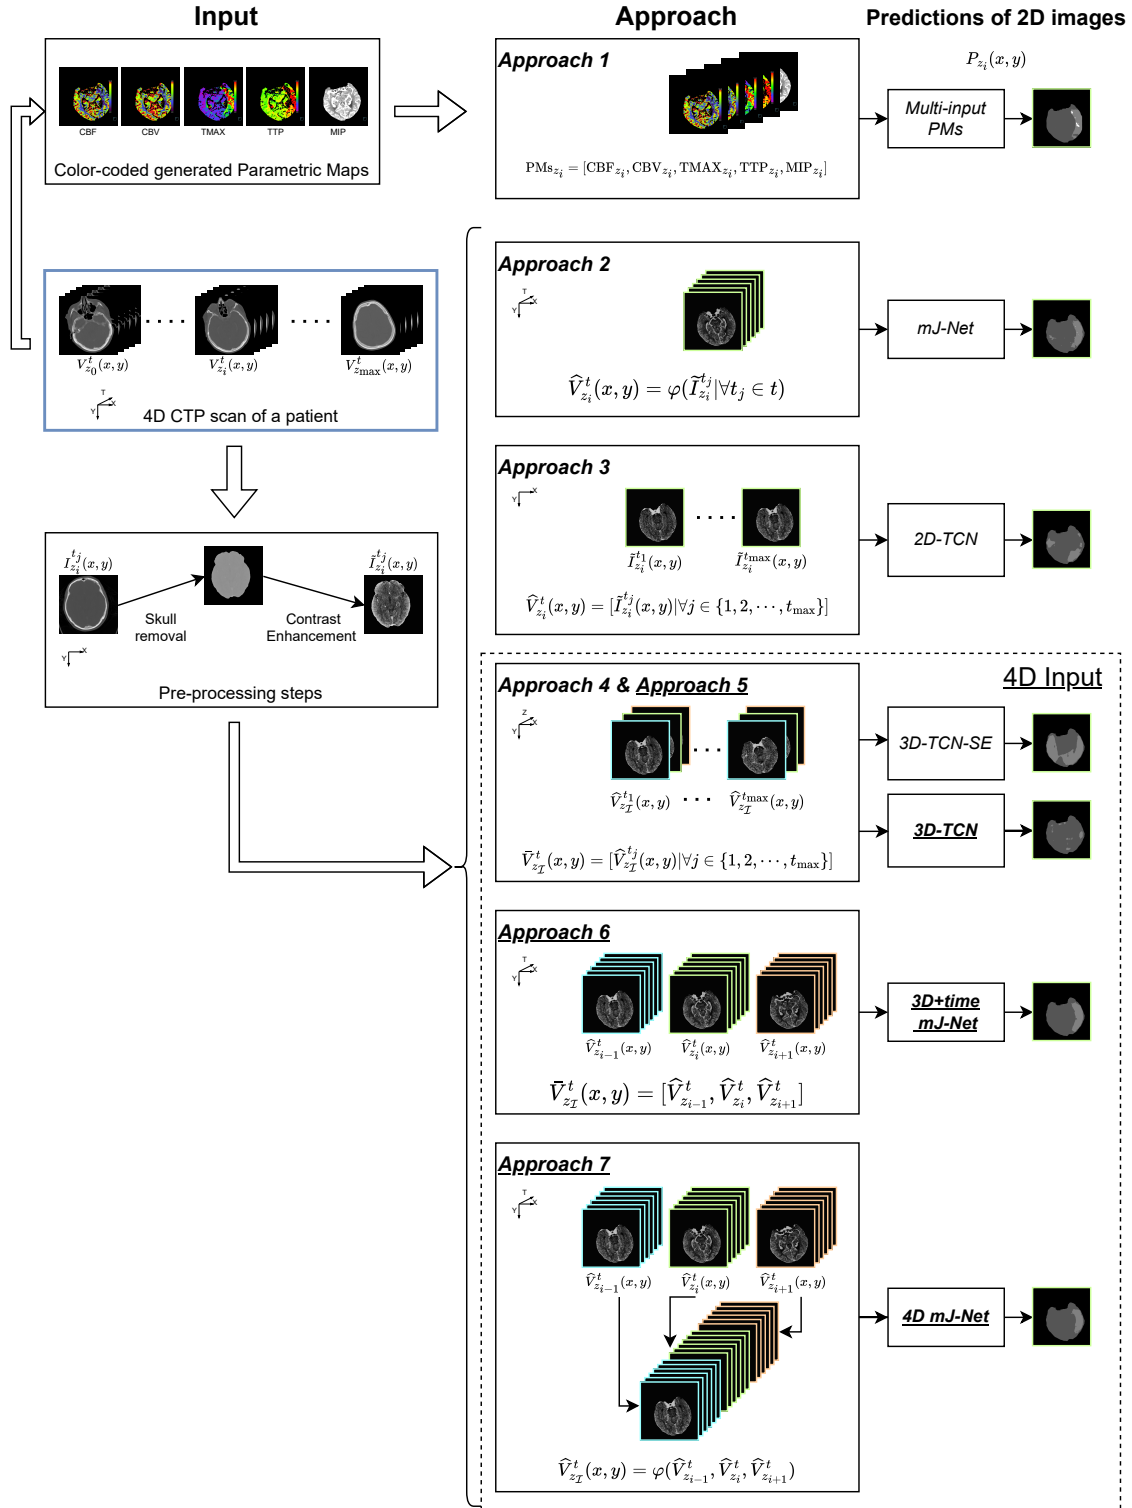 Input
Approach
Predictions of 2D images
CBF
CBV
TMAX
TTP
MIP
Color-coded generated Parametric Maps
Approach 1
PMs_{z_i} = [CBF_{z_i}, CBV_{z_i}, TMAX_{z_i}, TTP_{z_i}, MIP_{z_i}]
P_{z_i}(x, y)
Multi-input
PMs
V^t_{z_0}(x, y)
V^t_{z_i}(x, y)
V^t_{z_max}(x, y)
T
X
Y
4D CTP scan of a patient
Approach 2
T
X
Y
V̂^t_{z_i}(x, y) = φ(Ĩ^{t_j}_{z_i}|∀t_j ∈ t)
mJ-Net
I^{t_j}_{z_i}(x, y)
Ĩ^{t_j}_{z_i}(x, y)
Skull
removal
Contrast
Enhancement
X
Y
Pre-processing steps
Approach 3
X
Y
Ĩ^{t_1}_{z_i}(x, y)
Ĩ^{t_max}_{z_i}(x, y)
V̂^t_{z_i}(x, y) = [Ĩ^{t_j}_{z_i}(x, y)|∀j ∈ {1, 2, ⋯, t_max}]
2D-TCN
4D Input
Approach 4 & Approach 5
Z
X
Y
V̂^{t_1}_{z_ℐ}(x, y) ··· V̂^{t_max}_{z_ℐ}(x, y)
V̄^t_{z_ℐ}(x, y) = [V̂^{t_j}_{z_ℐ}(x, y)|∀j ∈ {1, 2, ⋯, t_max}]
3D-TCN-SE
3D-TCN
Approach 6
T
X
Y
V̂^t_{z_{i−1}}(x, y)
V̂^t_{z_i}(x, y)
V̂^t_{z_{i+1}}(x, y)
V̄^t_{z_ℐ}(x, y) = [V̂^t_{z_{i−1}}, V̂^t_{z_i}, V̂^t_{z_{i+1}}]
3D+time
mJ-Net
Approach 7
T
X
Y
V̂^t_{z_{i−1}}(x, y)
V̂^t_{z_i}(x, y)
V̂^t_{z_{i+1}}(x, y)
V̂^t_{z_ℐ}(x, y) = φ(V̂^t_{z_{i−1}}, V̂^t_{z_i}, V̂^t_{z_{i+1}})
4D mJ-Net